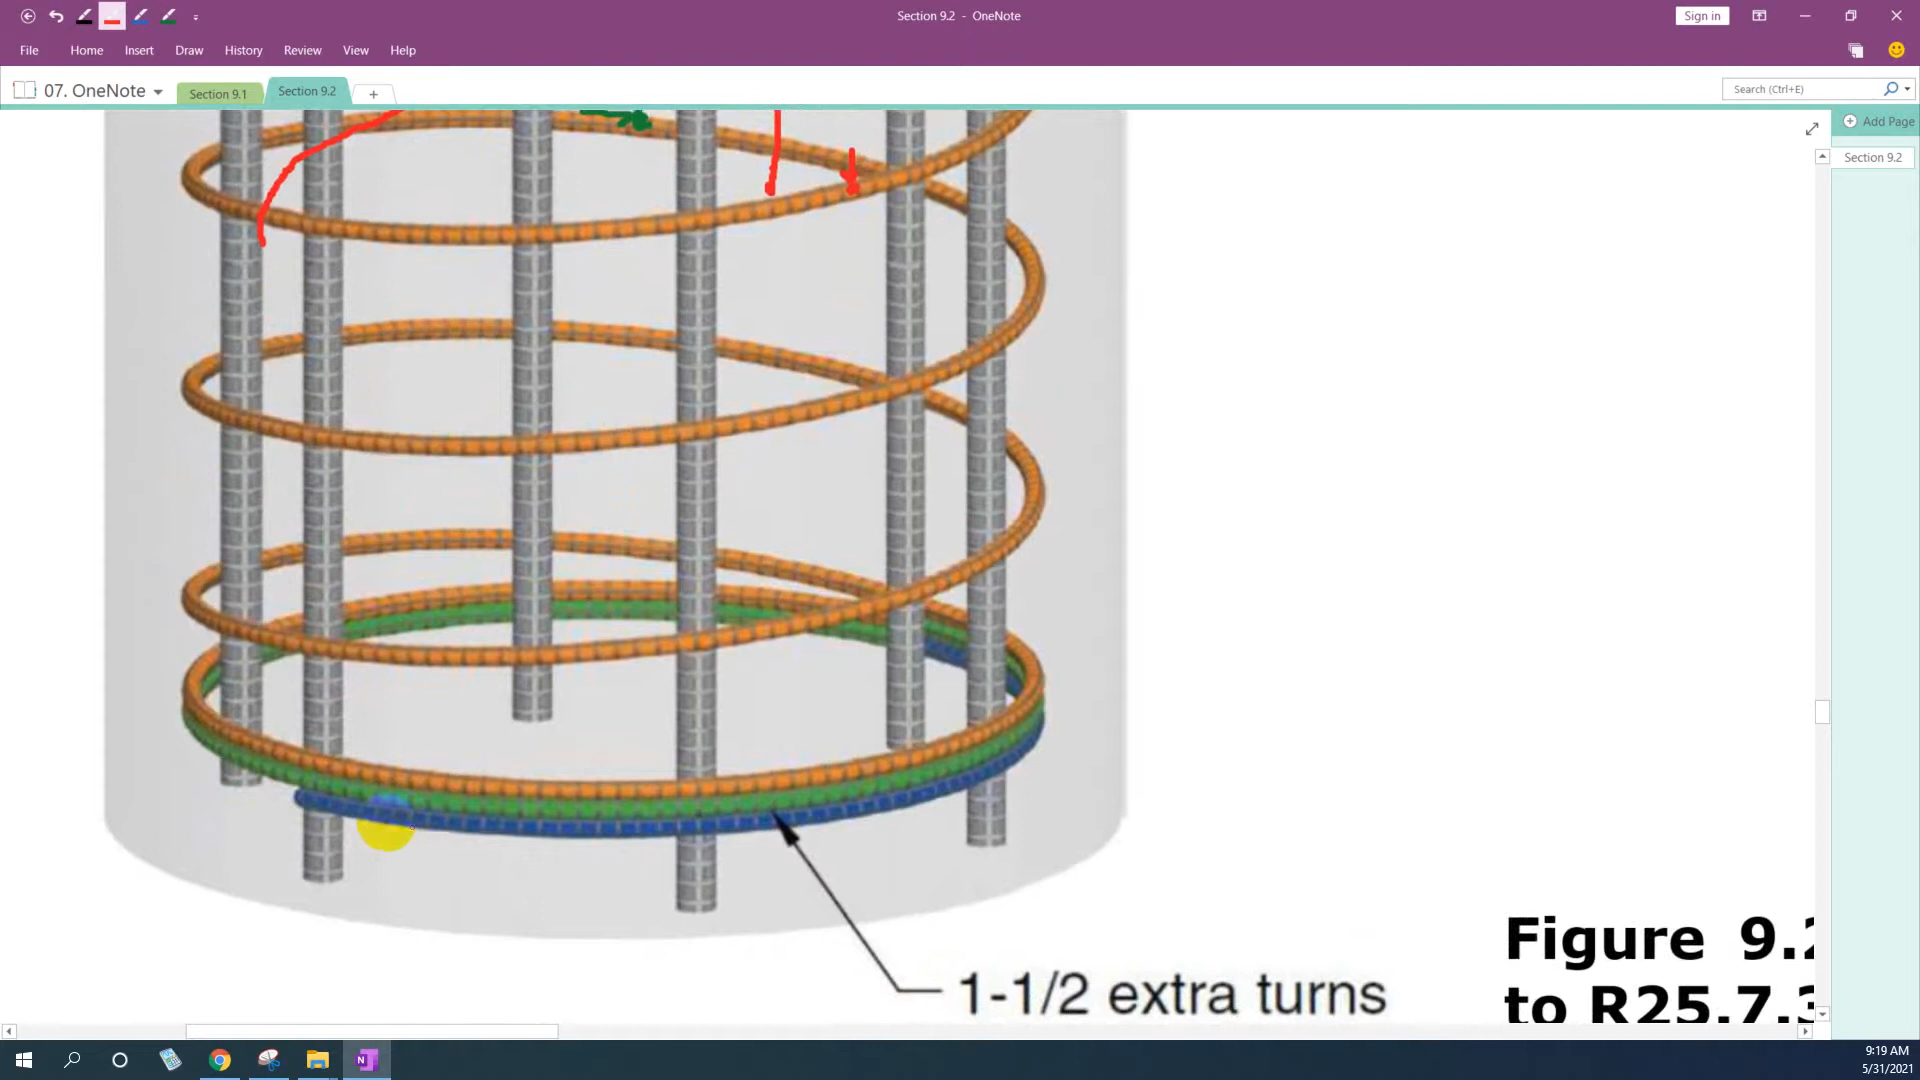 Section 9.2 - OneNote
Sign in
File Home Insert Draw History Review View Help
07. OneNote
Section 9.1
Section 9.2
Search (Ctrl+E)
Add Page
Section 9.2
1-1/2 extra turns
Figure 9.2
to R25.7.3
9:19 AM
5/31/2021